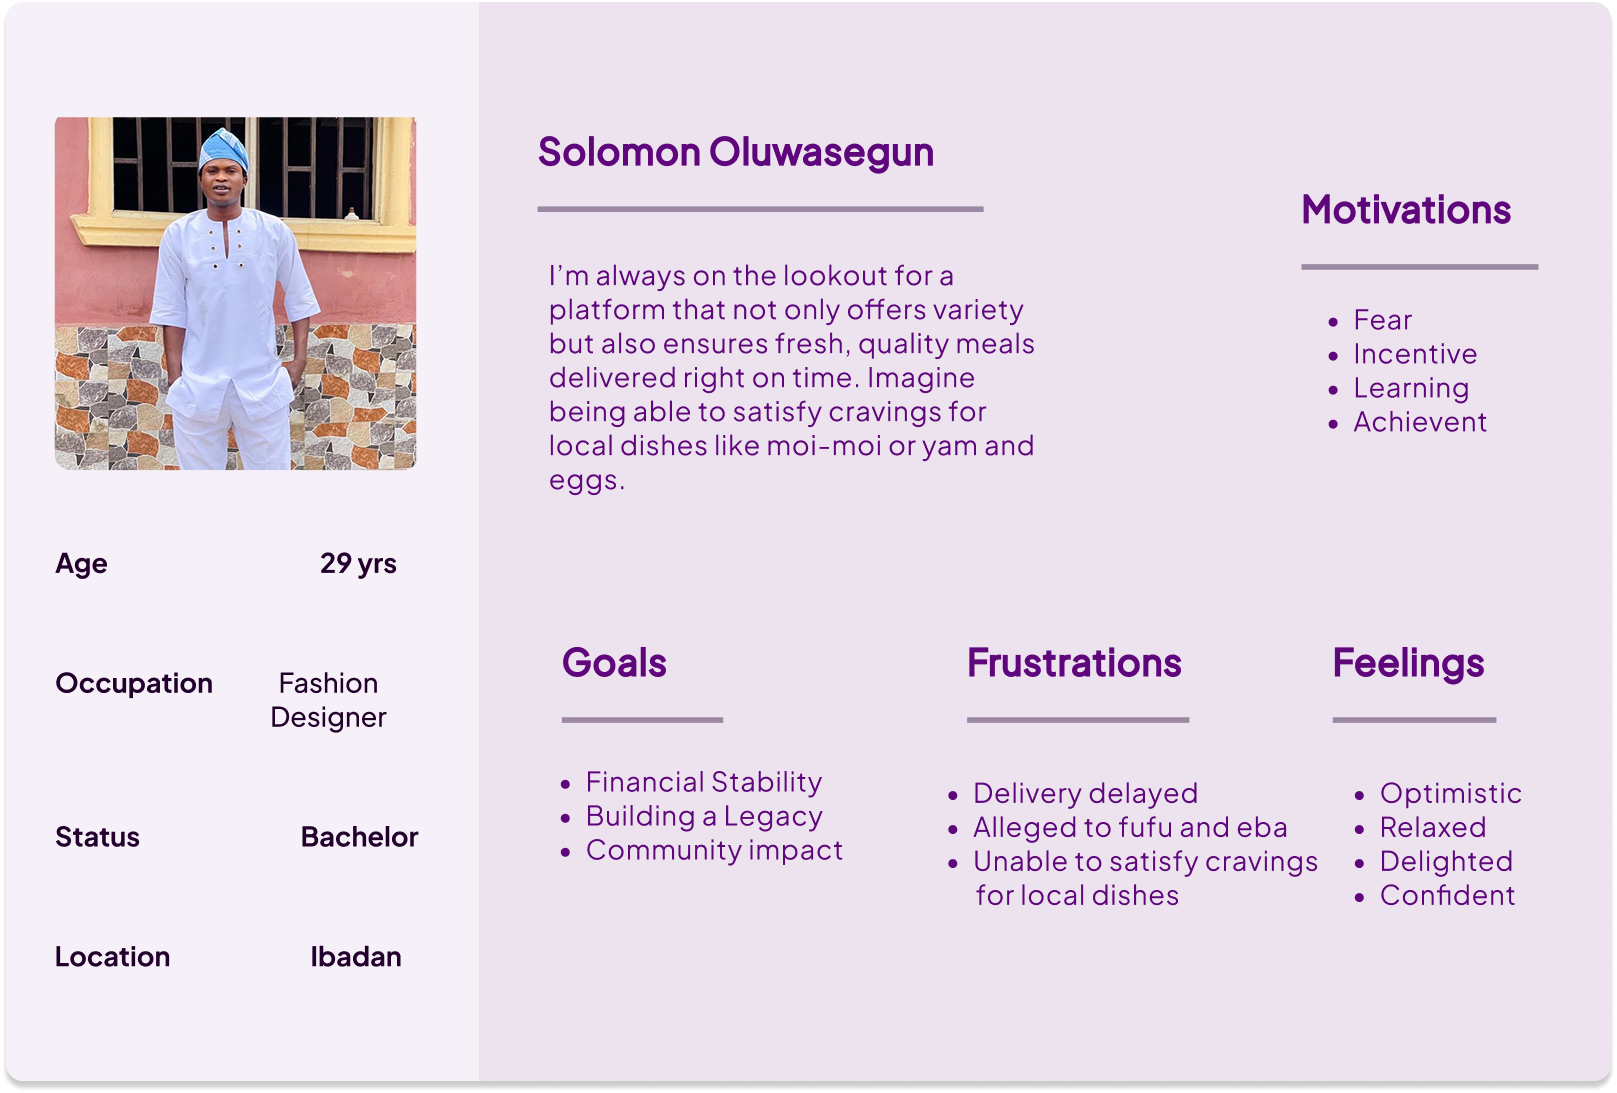 Solomon Oluwasegun
I'm always on the lookout for a
platform that not only offers variety
but also ensures fresh, quality meals
delivered right on time. Imagine
being able to satisfy cravings for
local dishes like moi-moi or yam and
eggs.
Motivations
• Fear
• Incentive
• Learning
• Achievent
Age 29 yrs
Occupation Fashion
Designer
Status Bachelor
Location Ibadan
Goals
• Financial Stability
• Building a Legacy
• Community impact
Frustrations
• Delivery delayed
• Alleged to fufu and eba
• Unable to satisfy cravings
for local dishes
Feelings
• Optimistic
• Relaxed
• Delighted
• Confident